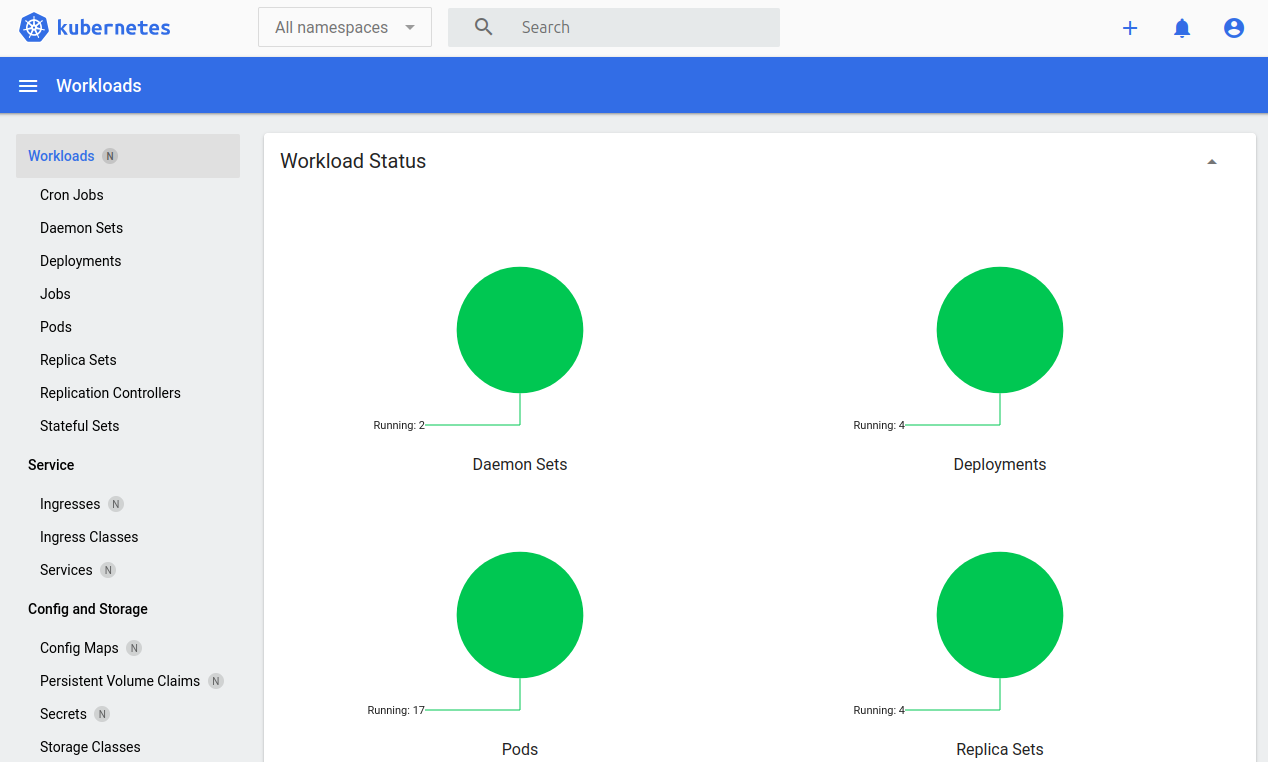 kubernetes
All namespaces
Search
Workloads
Workloads N
Cron Jobs
Daemon Sets
Deployments
Jobs
Pods
Replica Sets
Replication Controllers
Stateful Sets
Service
Ingresses N
Ingress Classes
Services N
Config and Storage
Config Maps N
Persistent Volume Claims N
Secrets N
Storage Classes
Workload Status
Running: 2
Daemon Sets
Running: 4
Deployments
Running: 17
Pods
Running: 4
Replica Sets